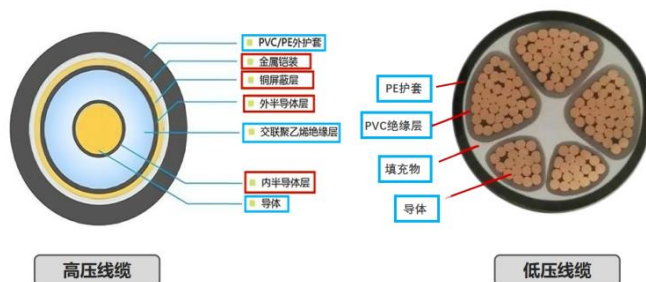 PVC/PE外护套
金属铠装
铜屏蔽层
外半导体层
交联聚乙烯绝缘层
内半导体层
导体
高压线缆
PE护套
PVC绝缘层
填充物
导体
低压线缆